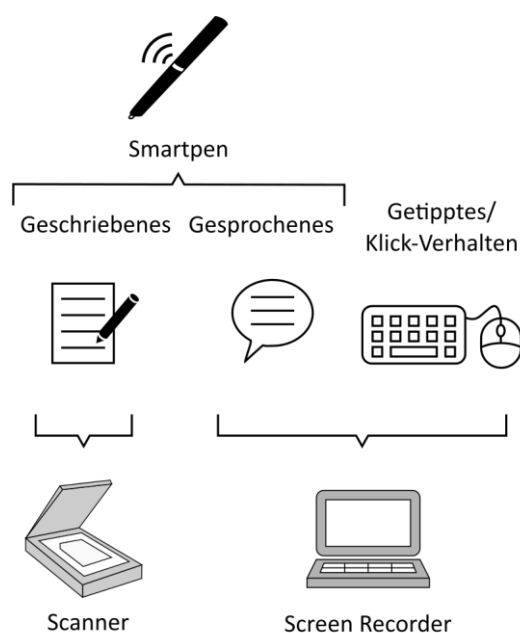 Smartpen
Geschriebenes
Gesprochenes
Getipptes/
Klick-Verhalten
Scanner
Screen Recorder